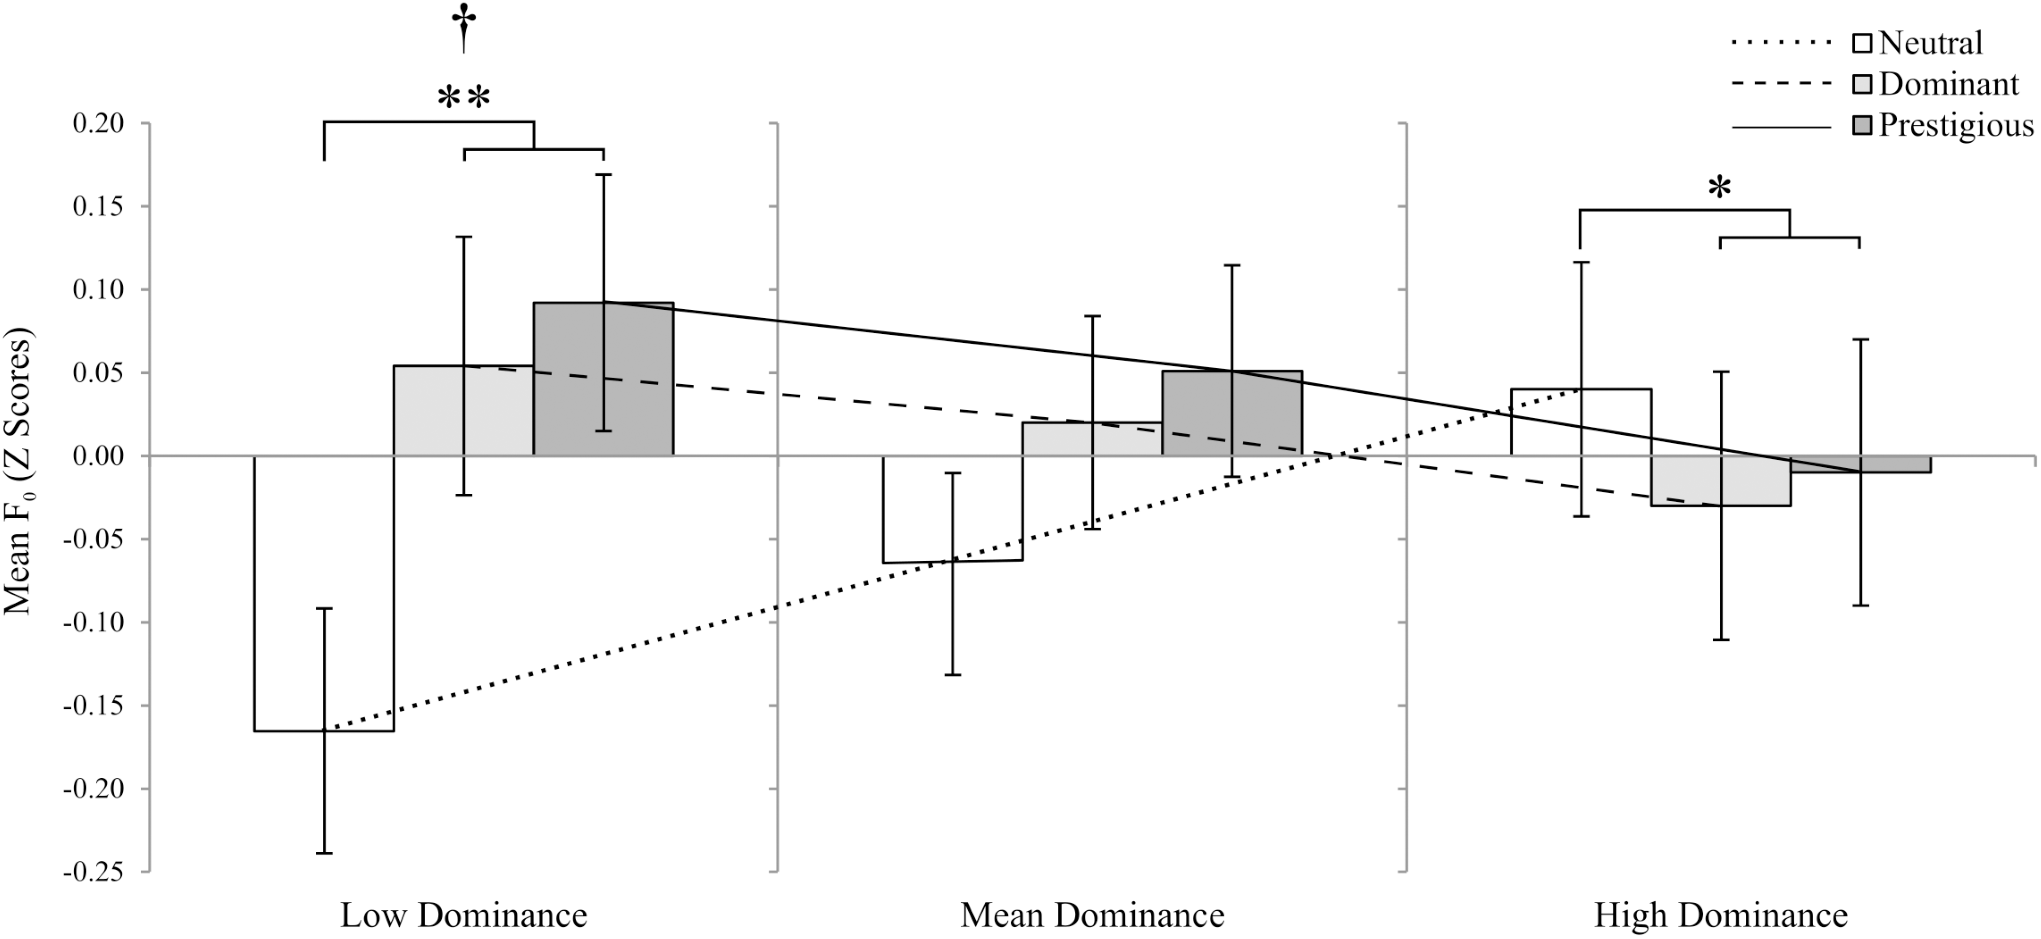 †
**
*
Neutral
Dominant
Prestigious
Mean F₀ (Z Scores)
0.20
0.15
0.10
0.05
0.00
-0.05
-0.10
-0.15
-0.20
-0.25
Low Dominance
Mean Dominance
High Dominance